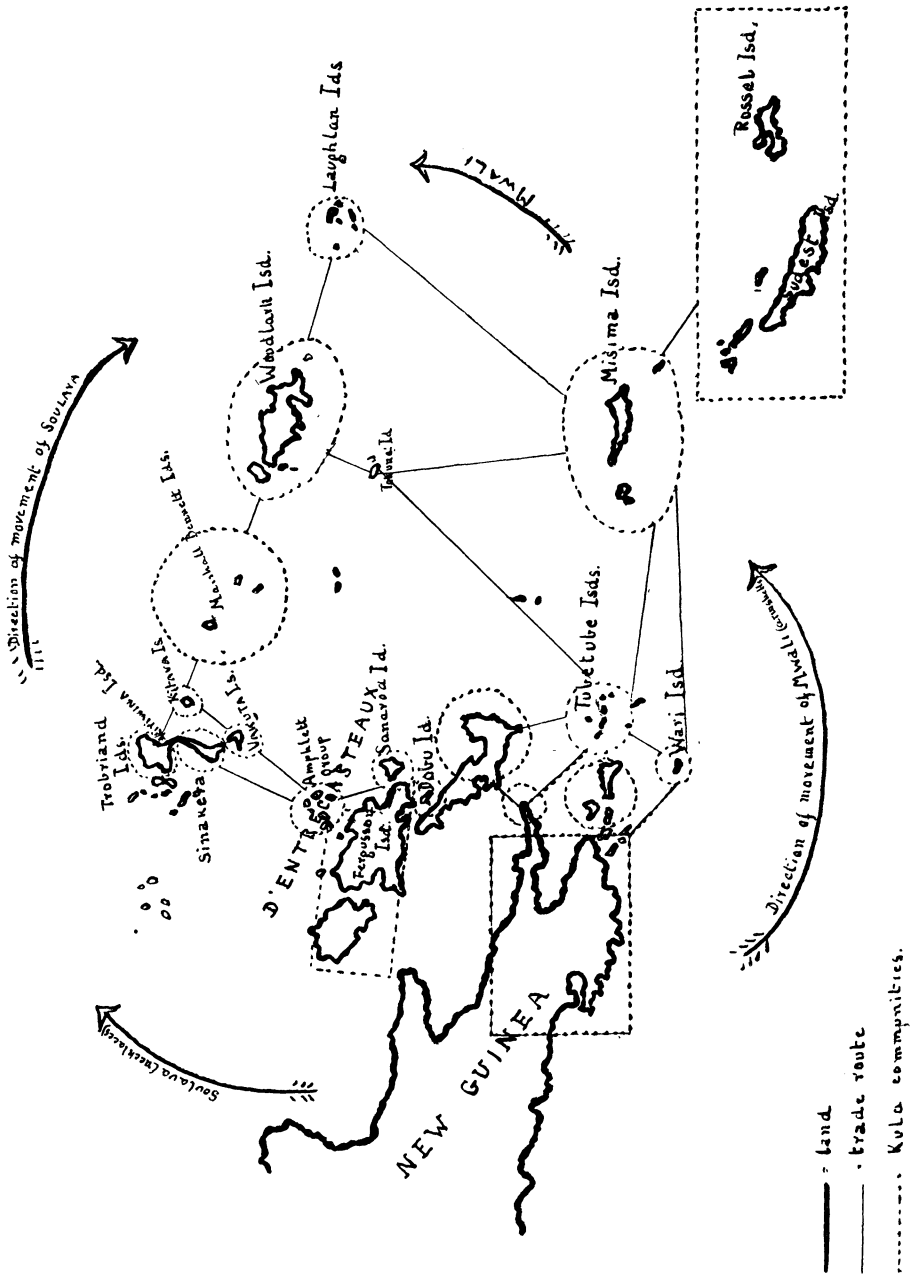 Direction of movement of SOULAVA
Soulava (necklaces)
MWALI
Direction of movement of Mwali (armshells)
Trobriand
Ids.
KIRIWINA Isd.
Kitava Is.
Sinaketa
VAKUTA Is.
Marshall Bennett Ids.
Woodlark Isd.
Laughlan Ids
Amphlett
Group
D'ENTRECASTEAUX
Fergusson
Isd.
Sanaroa Id.
DOBU Id.
Tubetube Isds.
Wari Isd
Misima Isd.
Rossel Isd.
Sudest Isd.
NEW GUINEA
= land
trade route
Kula communities.